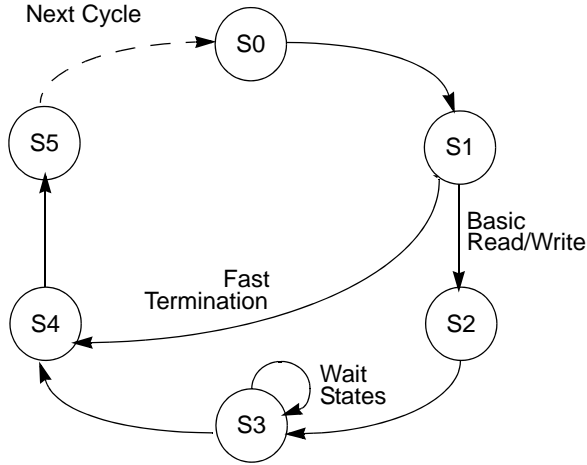 Next Cycle
S0
S5
S1
Basic
Read/Write
Fast
Termination
S4
S2
Wait
States
S3